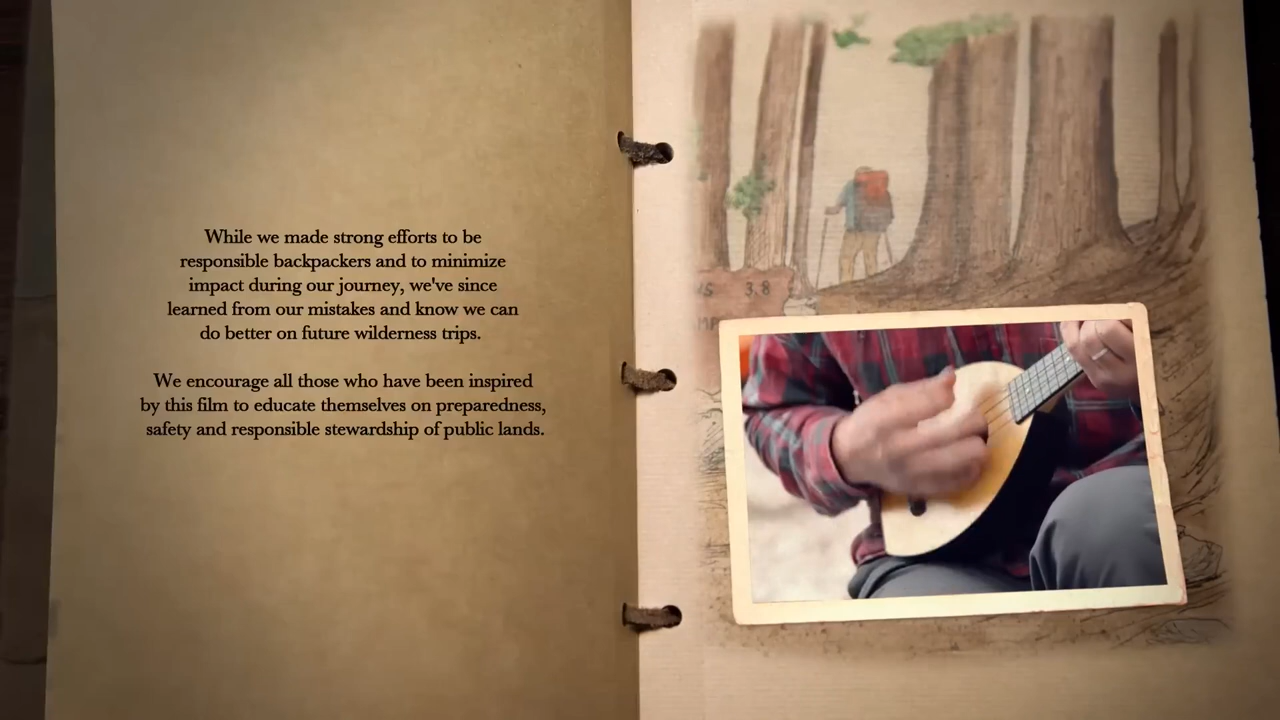 While we made strong efforts to be
responsible backpackers and to minimize
impact during our journey, we've since
learned from our mistakes and know we can
do better on future wilderness trips.
We encourage all those who have been inspired
by this film to educate themselves on preparedness,
safety and responsible stewardship of public lands.
3.8